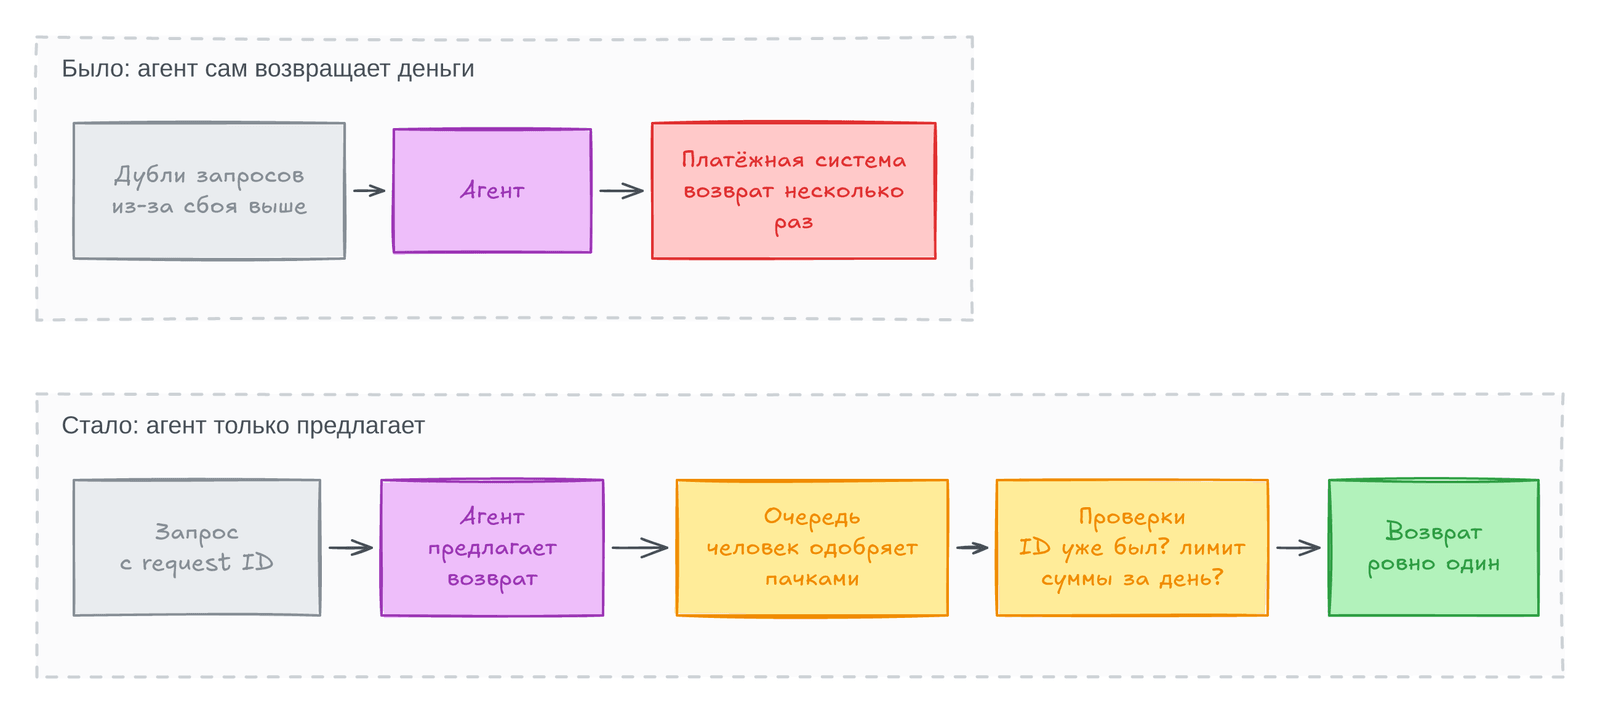 Было: агент сам возвращает деньги
Дубли запросов
из-за сбоя выше
Агент
Платёжная система
возврат несколько
раз
Стало: агент только предлагает
Запрос
с request ID
Агент
предлагает
возврат
Очередь
человек одобряет
пачками
Проверки
ID уже был? лимит
суммы за день?
Возврат
ровно один